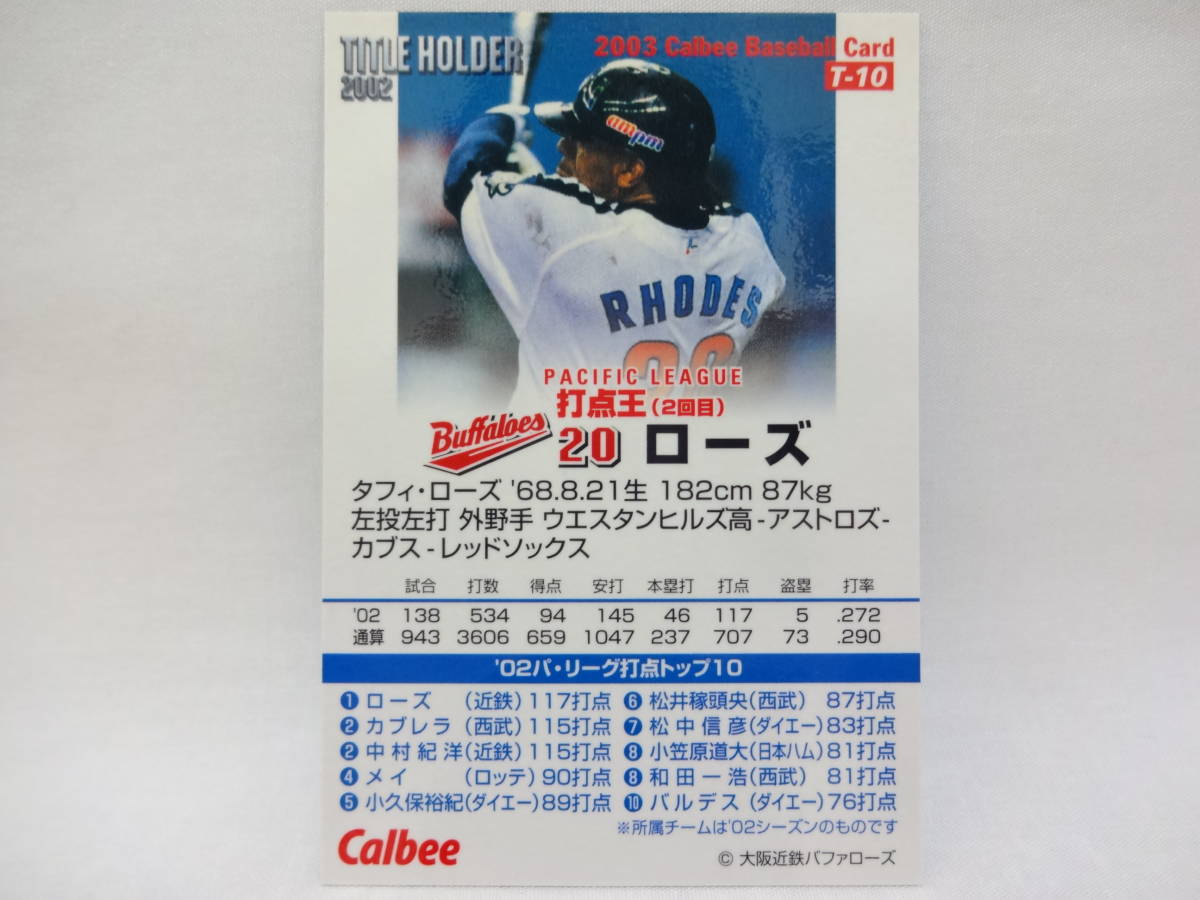 TITLE HOLDER
2002
2003 Calbee Baseball Card
T-10
ampm
RHODES
20
PACIFIC LEAGUE
打点王(2回目)
Buffaloes
20 ローズ
タフィ・ローズ '68.8.21生 182cm 87kg
左投左打 外野手 ウエスタンヒルズ高-アストロズ-
カブス-レッドソックス
試合 打数 得点 安打 本塁打 打点 盗塁 打率
'02 138 534 94 145 46 117 5 .272
通算 943 3606 659 1047 237 707 73 .290
'02パ・リーグ打点トップ10
❶ ローズ (近鉄) 117打点 ❻ 松井稼頭央(西武) 87打点
❷ カブレラ (西武) 115打点 ❼ 松中信彦(ダイエー) 83打点
❷ 中村紀洋(近鉄) 115打点 ❽ 小笠原道大(日本ハム) 81打点
❹ メイ (ロッテ) 90打点 ❽ 和田一浩(西武) 81打点
❺ 小久保裕紀(ダイエー) 89打点 ❿ バルデス(ダイエー) 76打点
※所属チームは'02シーズンのものです
Calbee
© 大阪近鉄バファローズ